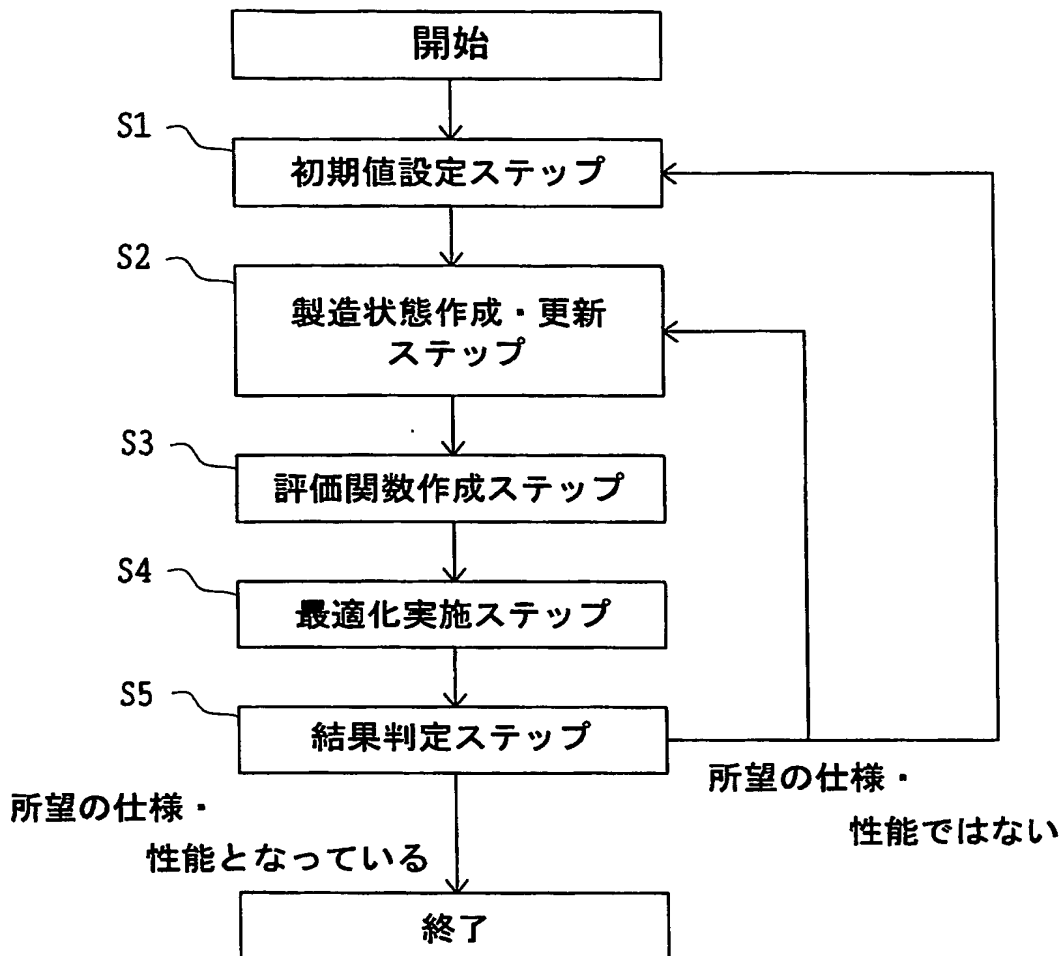 開始
S1
初期値設定ステップ
S2
製造状態作成・更新
ステップ
S3
評価関数作成ステップ
S4
最適化実施ステップ
S5
結果判定ステップ
所望の仕様・
性能ではない
所望の仕様・
性能となっている
終了